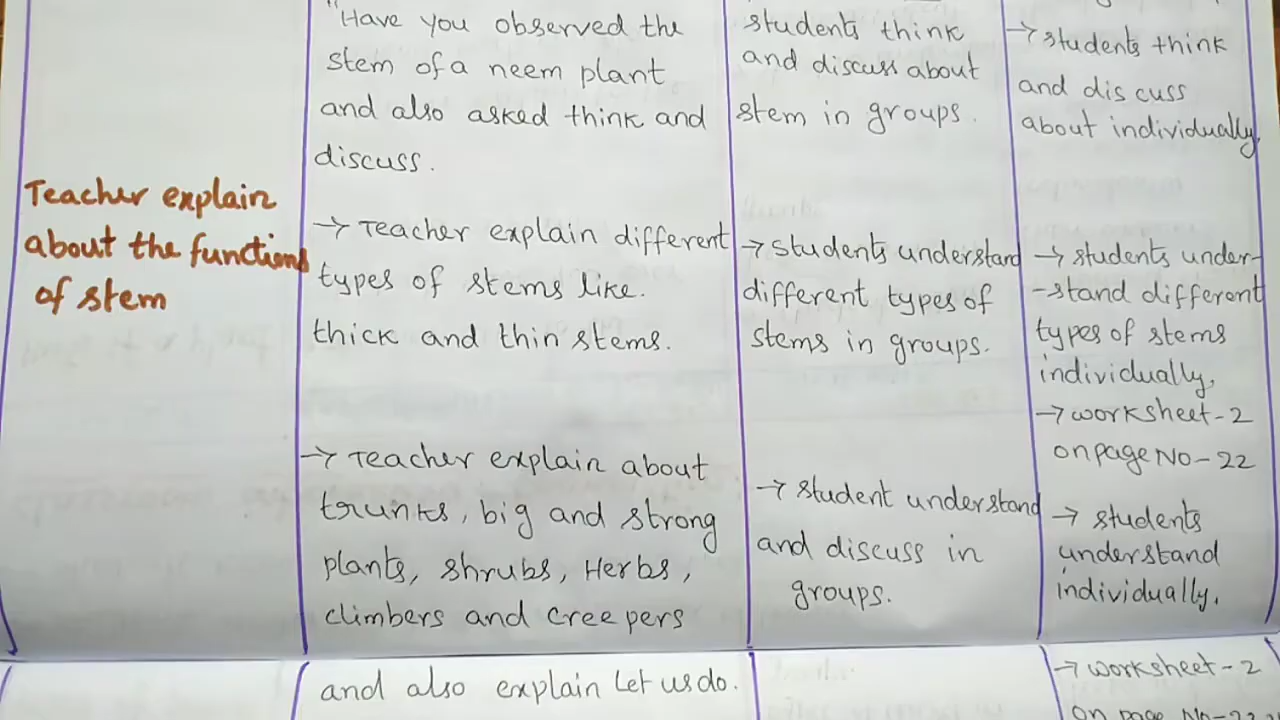 Teacher explain
about the functions
of stem
"Have you observed the
stem of a neem plant
and also asked think and
discuss.
→ Teacher explain different
types of stems like.
thick and thin stems.
→ Teacher explain about
trunks, big and strong
plants, shrubs, Herbs,
climbers and creepers
and also explain Let us do.
students think
and discuss about
stem in groups.
→ students understand
different types of
stems in groups.
→ student understand
and discuss in
groups.
→ students think
and discuss
about individually,
→ students under-
-stand different
types of stems
individually,
→ worksheet-2
on page No-22
→ students
understand
individually.
→ worksheet-2
on page No-22